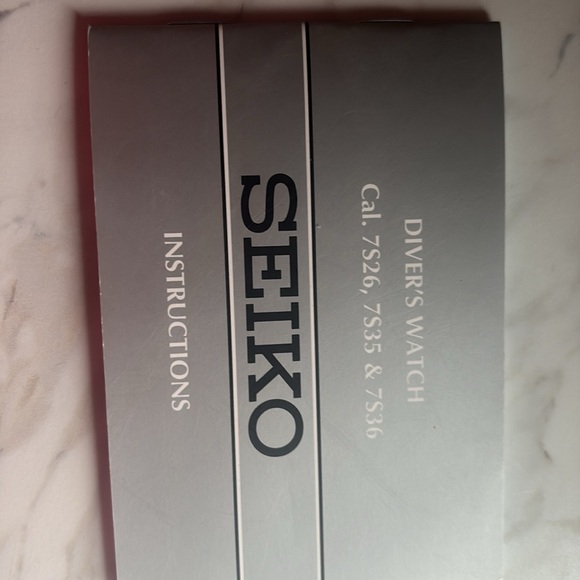 DIVER'S WATCH
Cal. 7S26, 7S35 & 7S36
SEIKO
INSTRUCTIONS